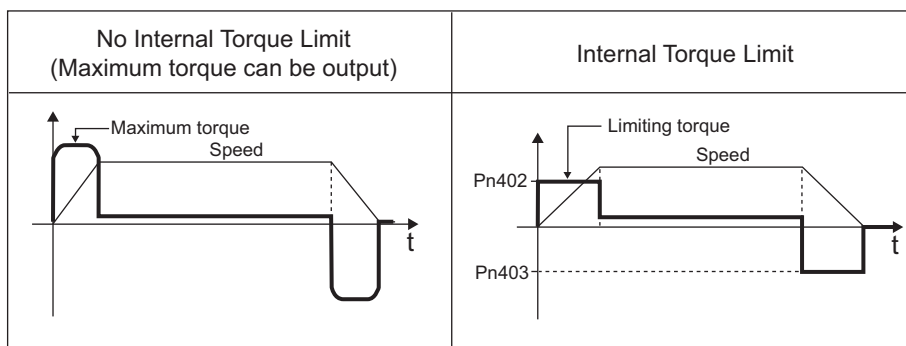 No Internal Torque Limit
(Maximum torque can be output)
Internal Torque Limit
Maximum torque
Speed
t
Limiting torque
Speed
Pn402
t
Pn403